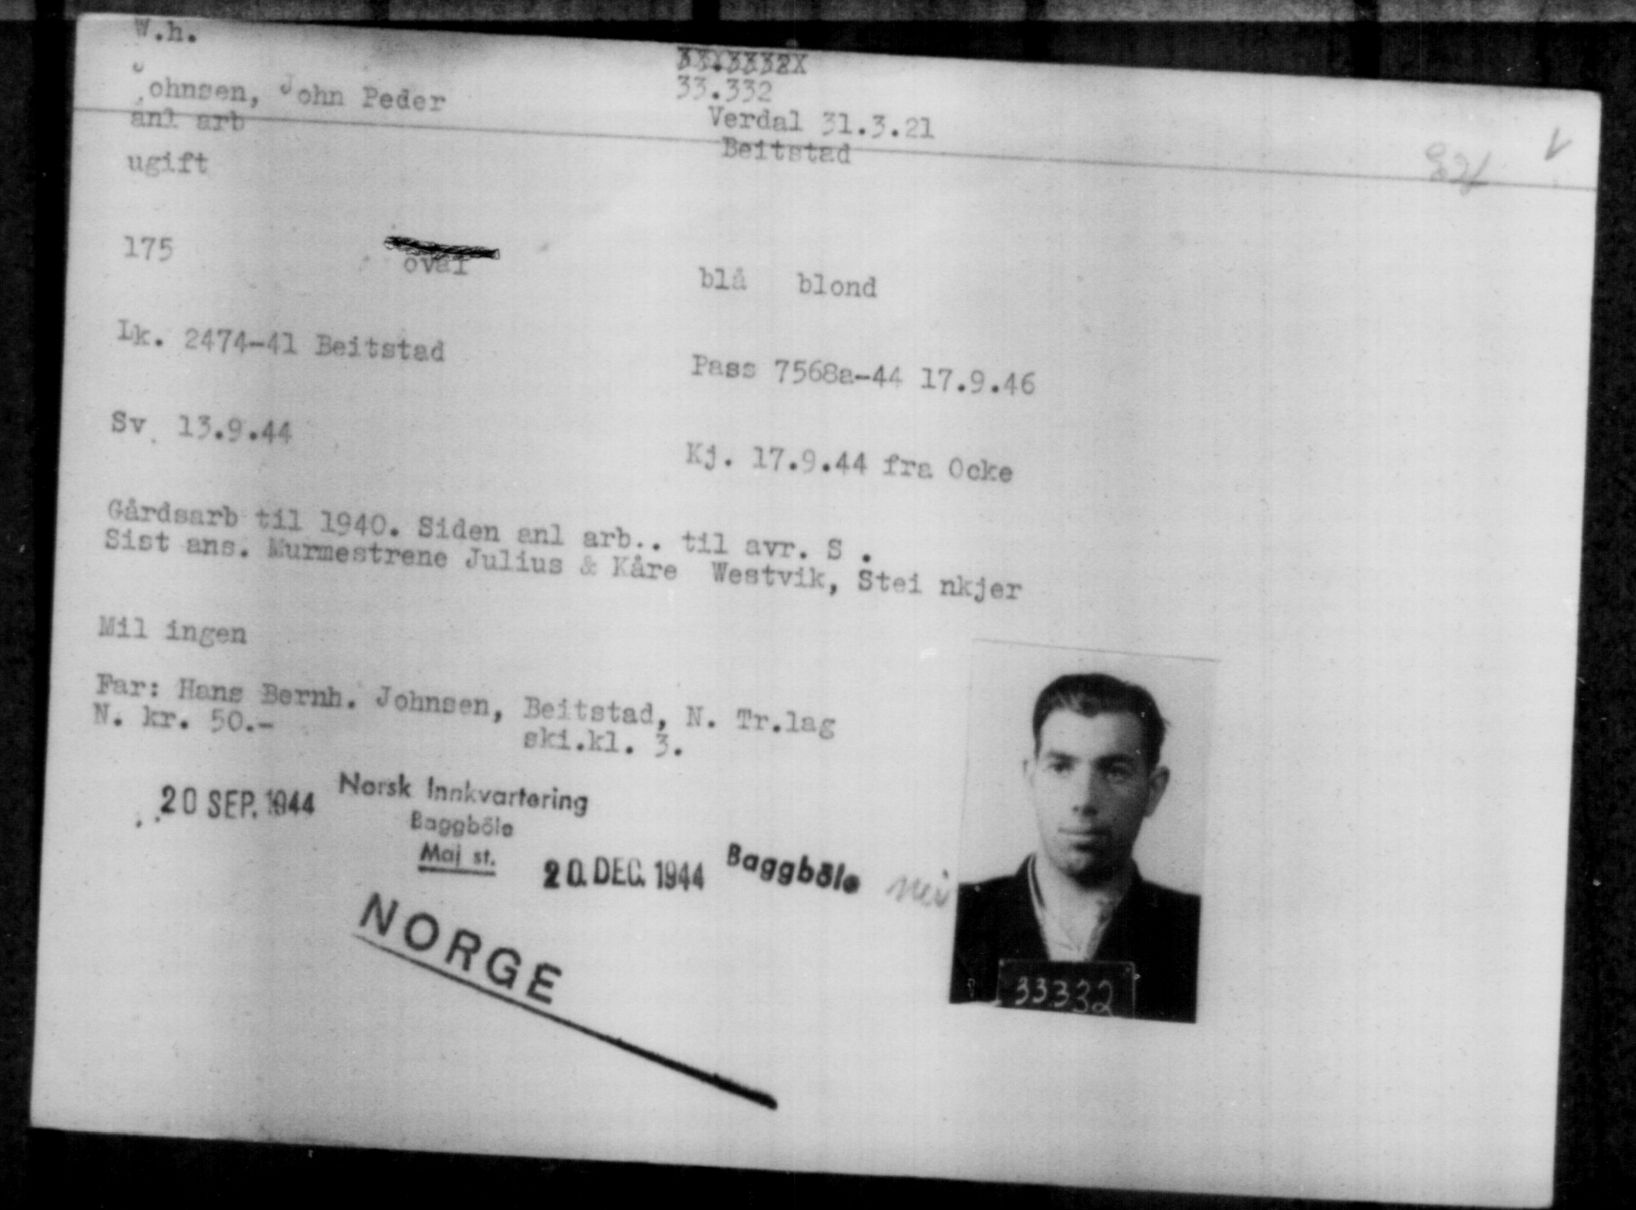 W.h.
33.3332X
Johnsen, John Peder
33.332
anl arb
Verdal 31.3.21
Beitstad
ugift
175
oval
blå blond
Lk. 2474-41 Beitstad
Pass 7568a-44 17.9.46
Sv. 13.9.44
Kj. 17.9.44 fra Ocke
Gårdsarb til 1940. Siden anl arb.. til avr. S .
Sist ans. Murmestrene Julius & Kåre Westvik, Stei nkjer
Mil ingen
Far: Hans Bernh. Johnsen, Beitstad, N. Tr.lag
N. kr. 50.-
ski.kl. 3.
20 SEP. 1944
Norsk Innkvartering
Baggböle
Maj st.
20. DEC. 1944
Baggböle
nei
NORGE
33332